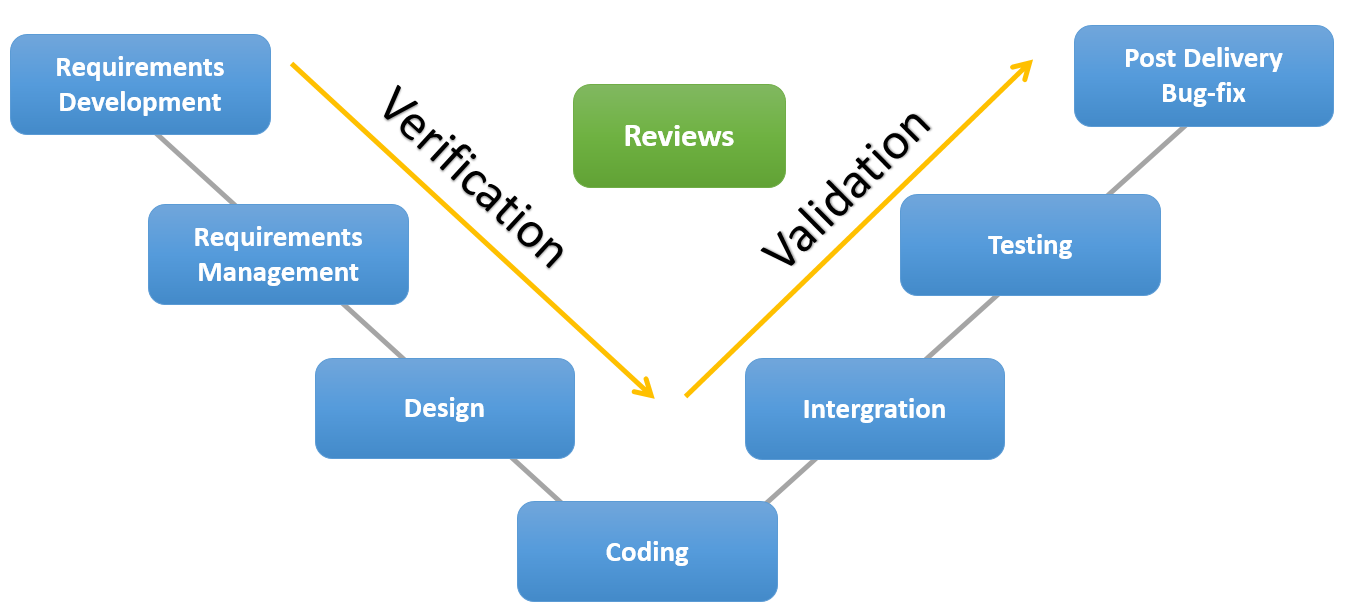 Requirements
Development
Verification
Reviews
Validation
Post Delivery
Bug-fix
Requirements
Management
Testing
Design
Intergration
Coding